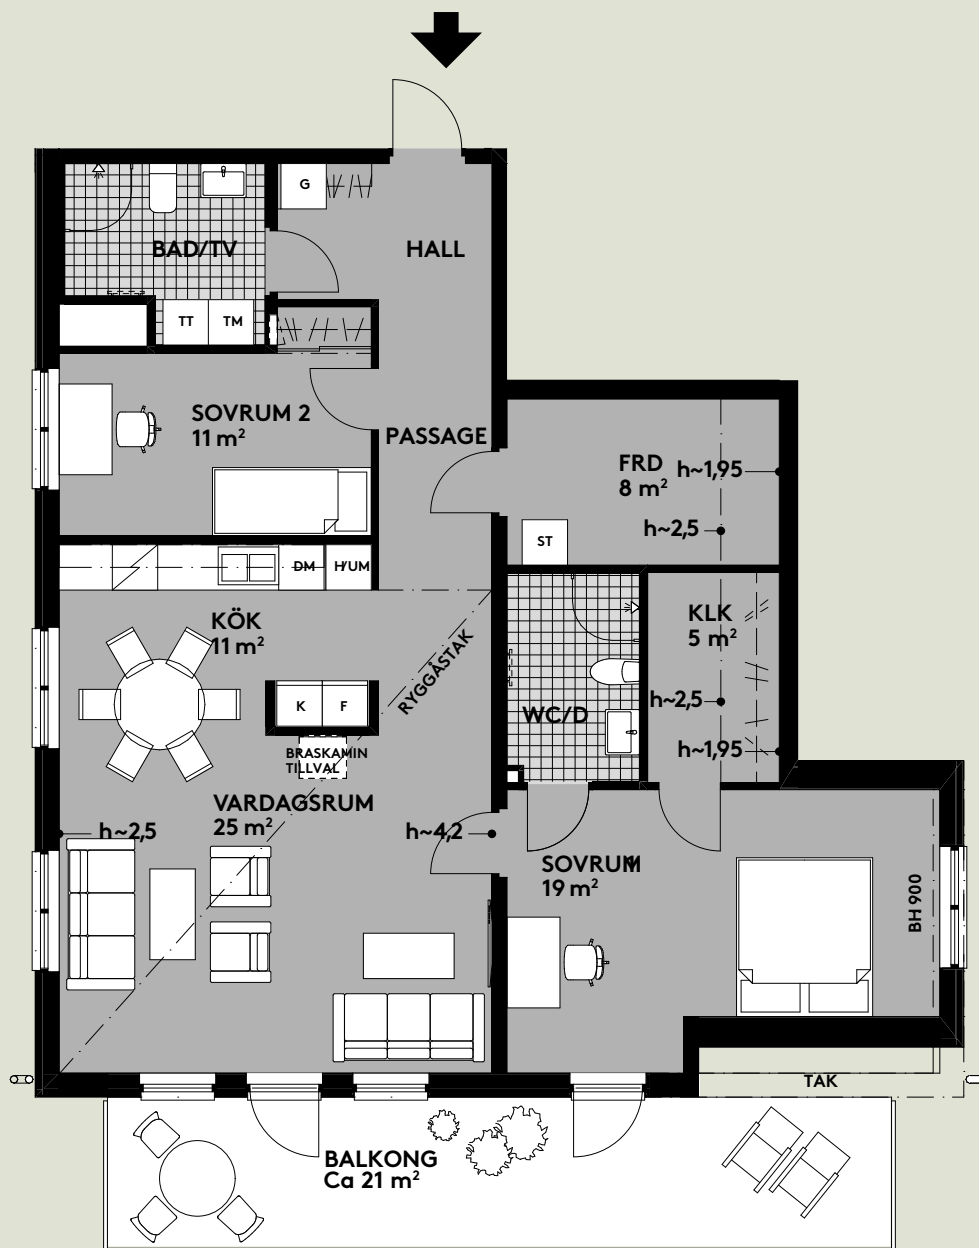 G
BAD/TV
HALL
TT
TM
SOVRUM 2
11 m²
PASSAGE
FRD
8 m²
h~1,95
h~2,5
ST
DM
H/UM
KÖK
11 m²
KLK
5 m²
RYGGÅSTAK
K
F
h~2,5
WC/D
BRASKAMIN
TILLVAL
h~1,95
VARDAGSRUM
25 m²
h~2,5
h~4,2
SOVRUM
19 m²
BH 900
TAK
BALKONG
Ca 21 m²